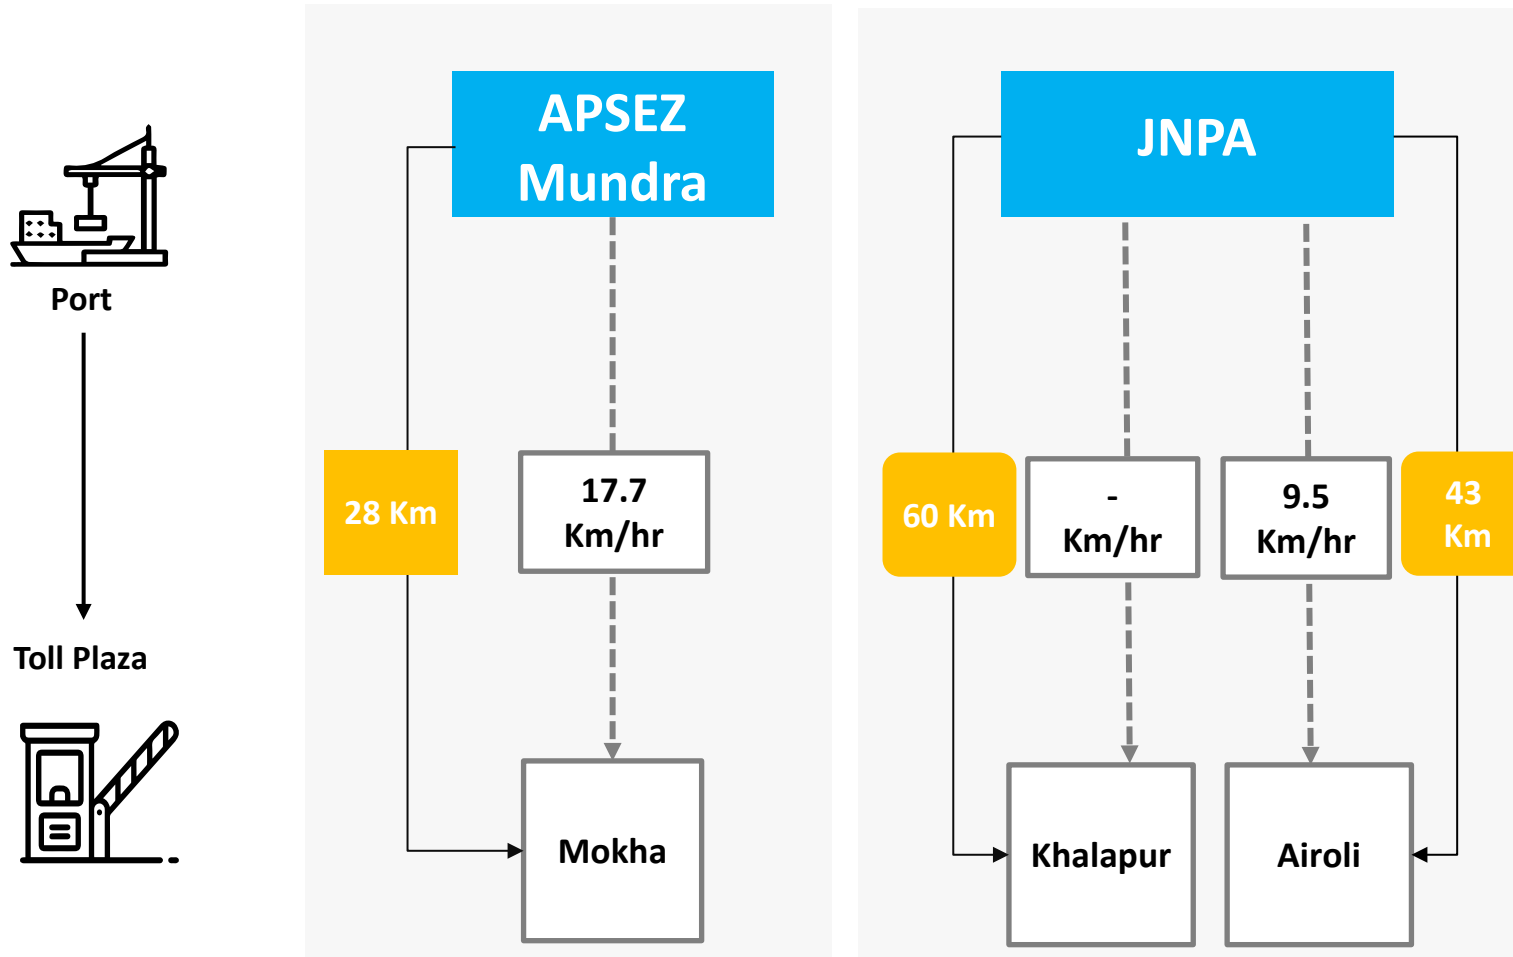 Port
Toll Plaza
APSEZ
Mundra
28 Km
17.7
Km/hr
Mokha
JNPA
60 Km
-
Km/hr
9.5
Km/hr
43
Km
Khalapur
Airoli